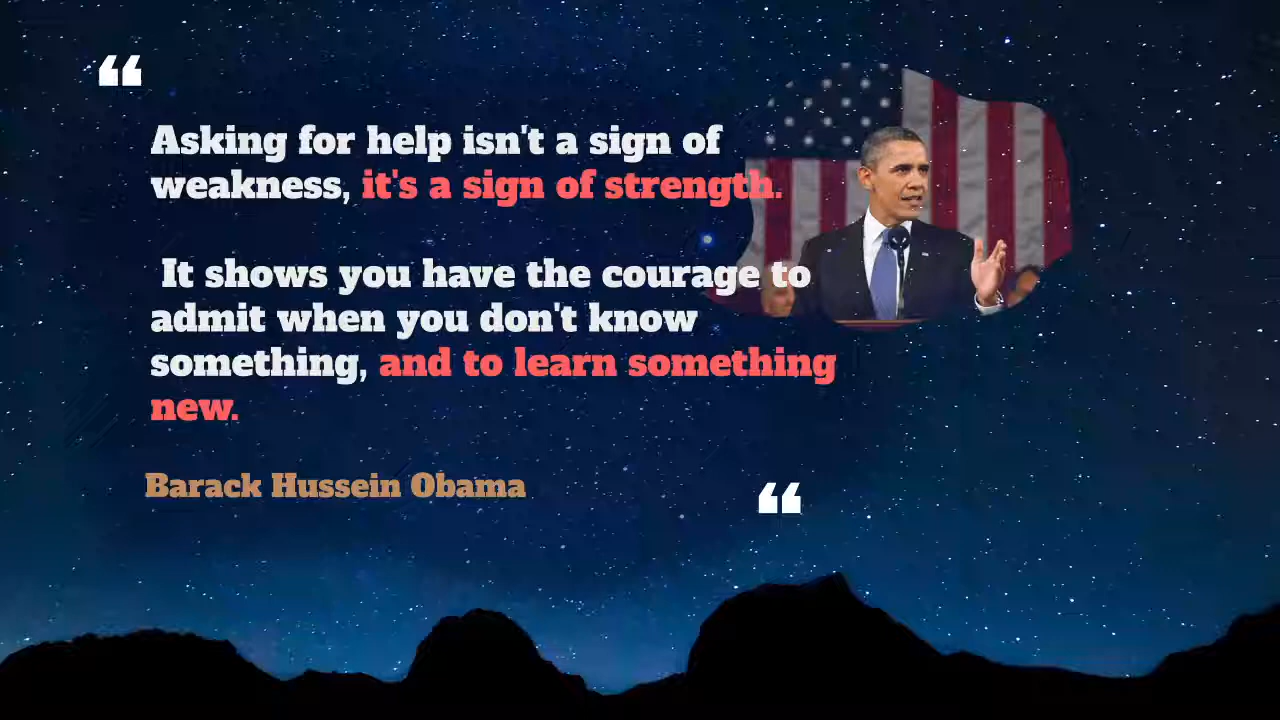 ❝
Asking for help isn't a sign of
weakness, it's a sign of strength.
It shows you have the courage to
admit when you don't know
something, and to learn something
new.
Barack Hussein Obama
❝